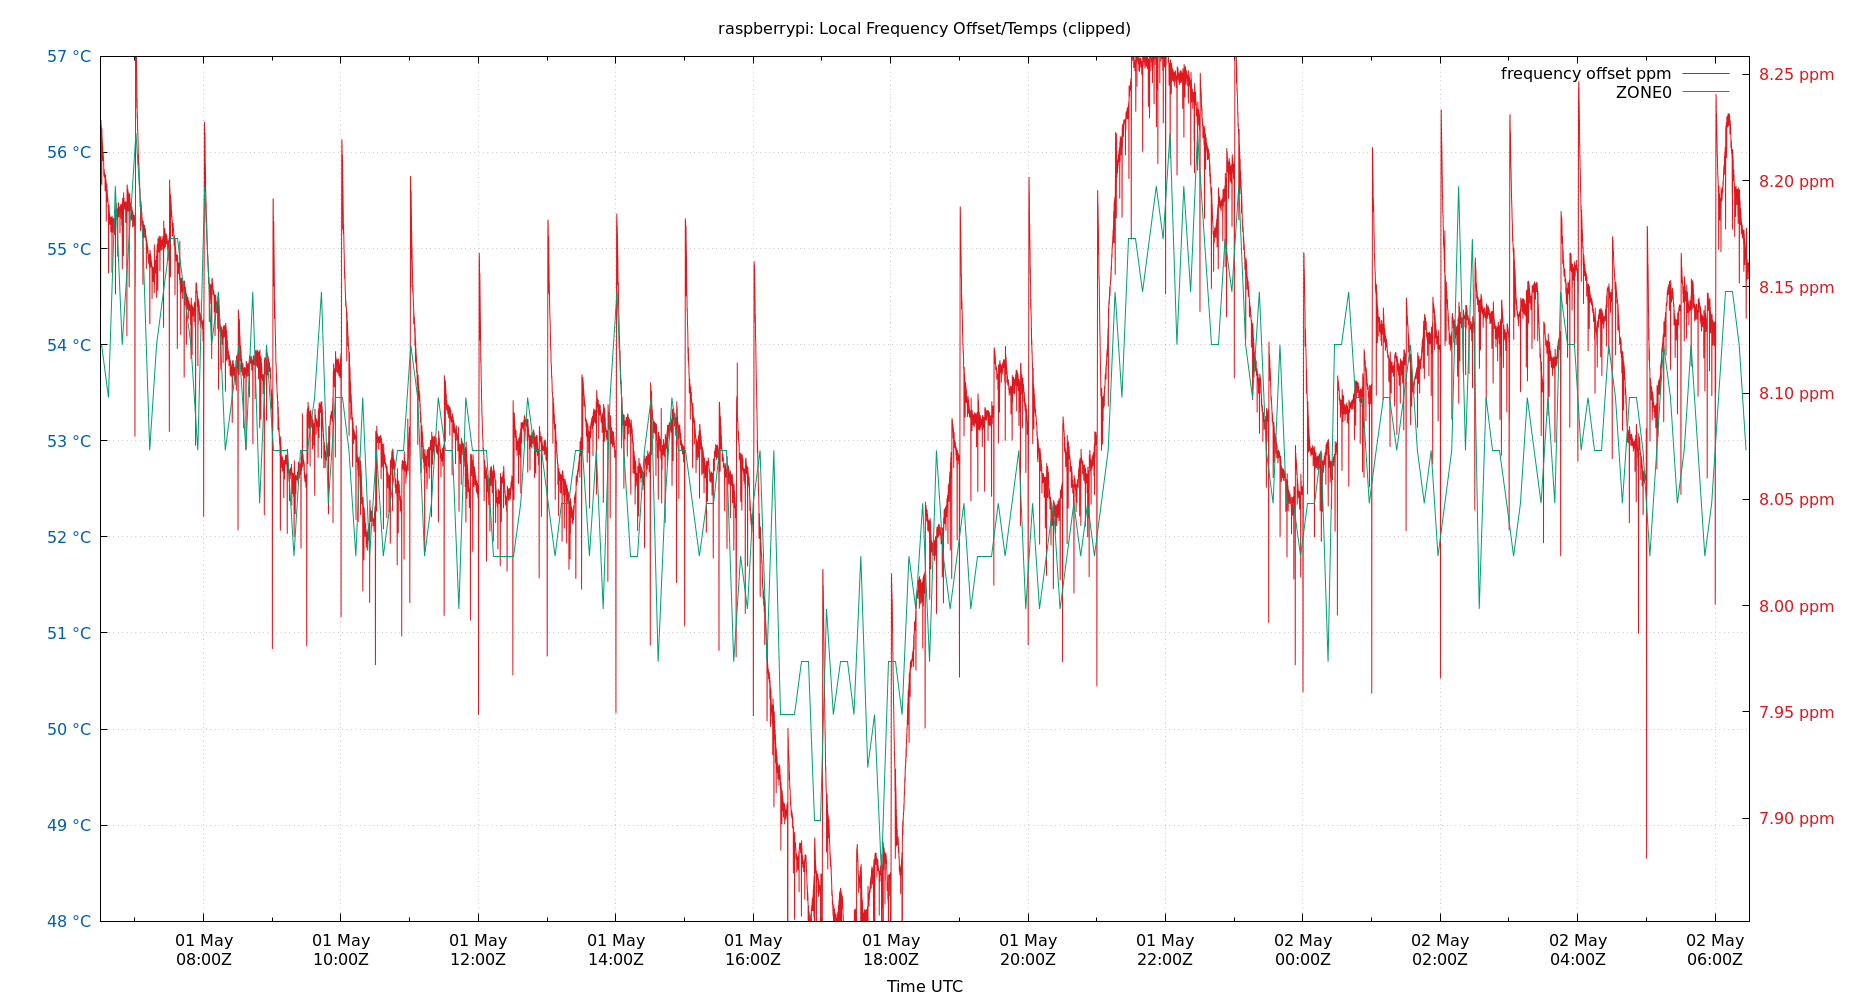 raspberrypi: Local Frequency Offset/Temps (clipped)
57 °C
56 °C
55 °C
54 °C
53 °C
52 °C
51 °C
50 °C
49 °C
48 °C
frequency offset ppm
ZONE0
8.25 ppm
8.20 ppm
8.15 ppm
8.10 ppm
8.05 ppm
8.00 ppm
7.95 ppm
7.90 ppm
01 May 01 May 01 May 01 May 01 May 01 May 01 May 01 May 02 May 02 May 02 May 02 May
08:00Z 10:00Z 12:00Z 14:00Z 16:00Z 18:00Z 20:00Z 22:00Z 00:00Z 02:00Z 04:00Z 06:00Z
Time UTC